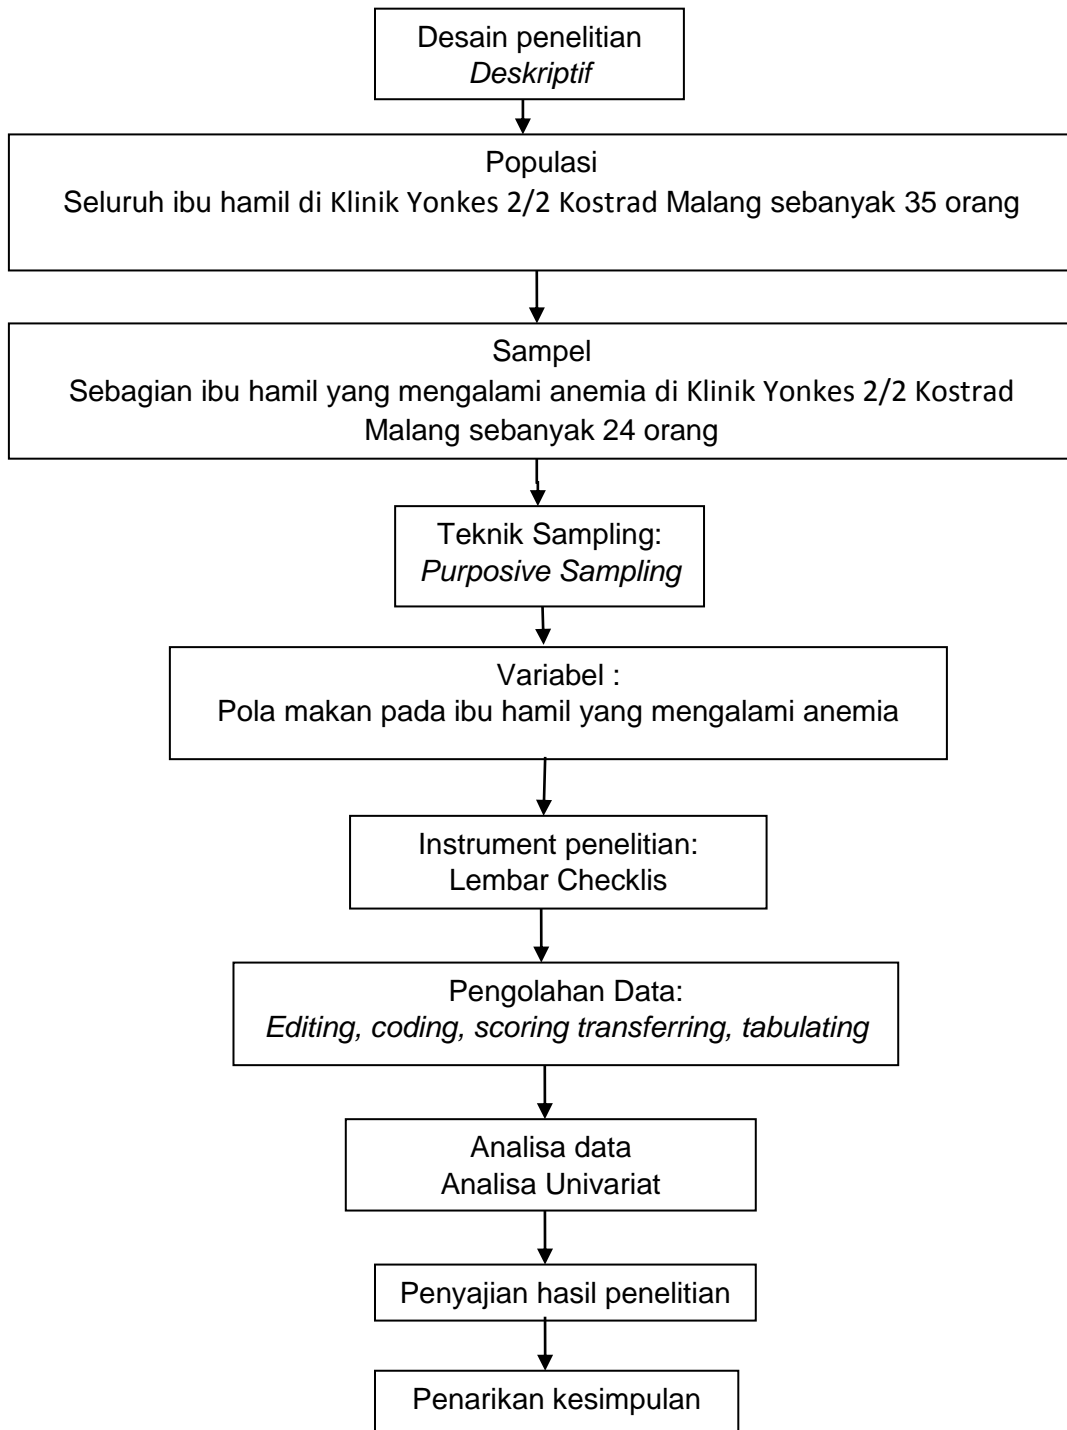 Desain penelitian
Deskriptif
Populasi
Seluruh ibu hamil di Klinik Yonkes 2/2 Kostrad Malang sebanyak 35 orang
Sampel
Sebagian ibu hamil yang mengalami anemia di Klinik Yonkes 2/2 Kostrad
Malang sebanyak 24 orang
Teknik Sampling:
Purposive Sampling
Variabel :
Pola makan pada ibu hamil yang mengalami anemia
Instrument penelitian:
Lembar Checklis
Pengolahan Data:
Editing, coding, scoring transferring, tabulating
Analisa data
Analisa Univariat
Penyajian hasil penelitian
Penarikan kesimpulan